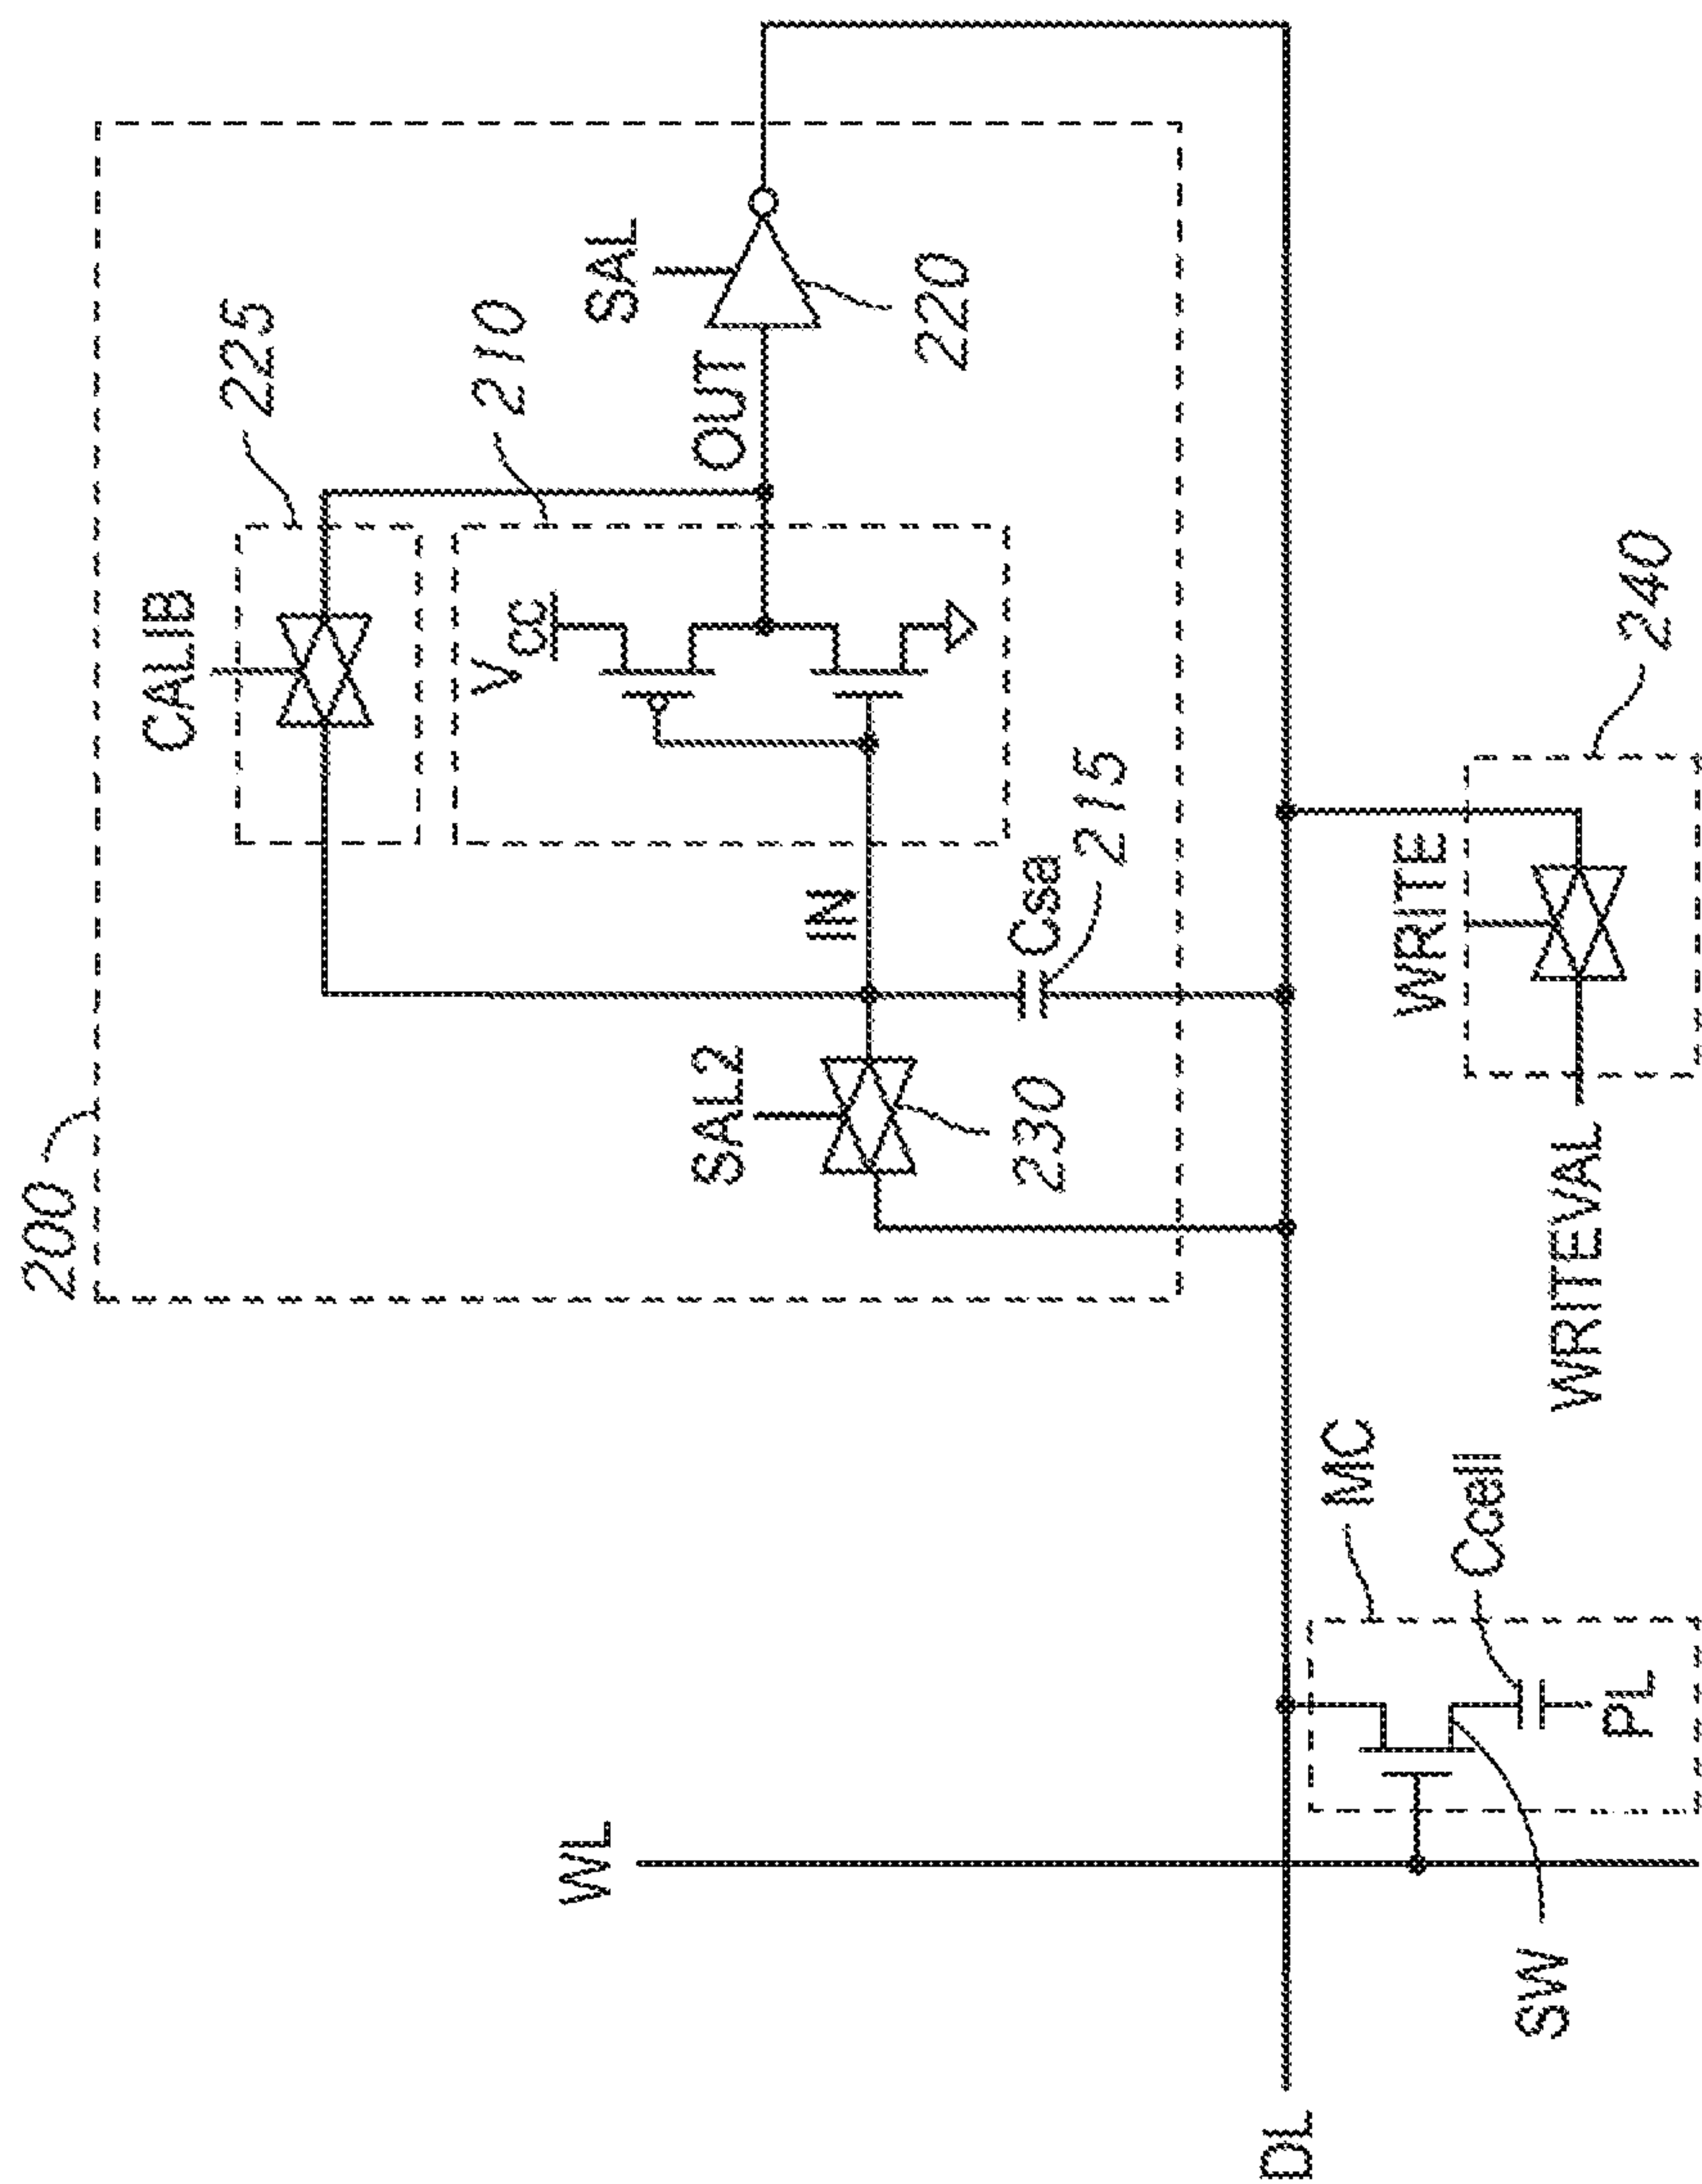 200
CALIB
225
210
VCC
SAL
OUT
220
SAL2
230
IN
Csa
215
WL
DL
WRITE
240
WRITEVAL
MC
Ccell
PL
SW